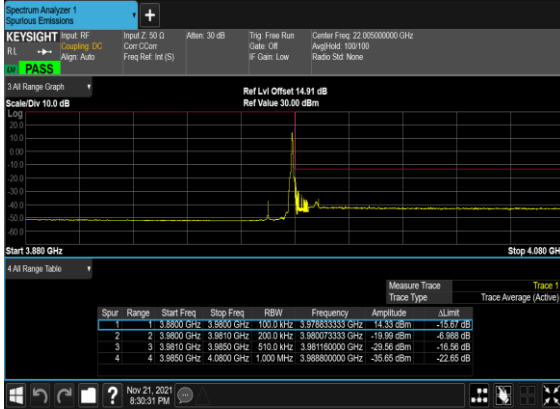 Spectrum Analyzer 1
Spurious Emissions
+
KEYSIGHT Input: RF Input Z: 50 Ω Atten: 30 dB Trig: Free Run Center Freq: 22.005000000 GHz
RL Coupling: DC Corr CCorr Gate: Off Avg|Hold: 100/100
Align: Auto Freq Ref: Int (S) IF Gain: Low Radio Std: None
PASS
3 All Range Graph Ref Lvl Offset 14.91 dB
Scale/Div 10.0 dB Ref Value 30.00 dBm
Log
20.0
10.0
0.00
-10.0
-20.0
-30.0
-40.0
-50.0
-60.0
Start 3.880 GHz Stop 4.080 GH
4 All Range Table
Measure Trace Trace 1
Trace Type Trace Average (Active)
Spur Range Start Freq Stop Freq RBW Frequency Amplitude ΔLimit
1 1 3.8800 GHz 3.9800 GHz 100.0 kHz 3.978833333 GHz 14.33 dBm -15.67 dB
2 2 3.9800 GHz 3.9810 GHz 200.0 kHz 3.980073333 GHz -19.99 dBm -6.988 dB
3 3 3.9810 GHz 3.9850 GHz 510.0 kHz 3.981160000 GHz -29.56 dBm -16.56 dB
4 4 3.9850 GHz 4.0800 GHz 1.000 MHz 3.988800000 GHz -35.65 dBm -22.65 dB
? Nov 21, 2021
8:30:31 PM